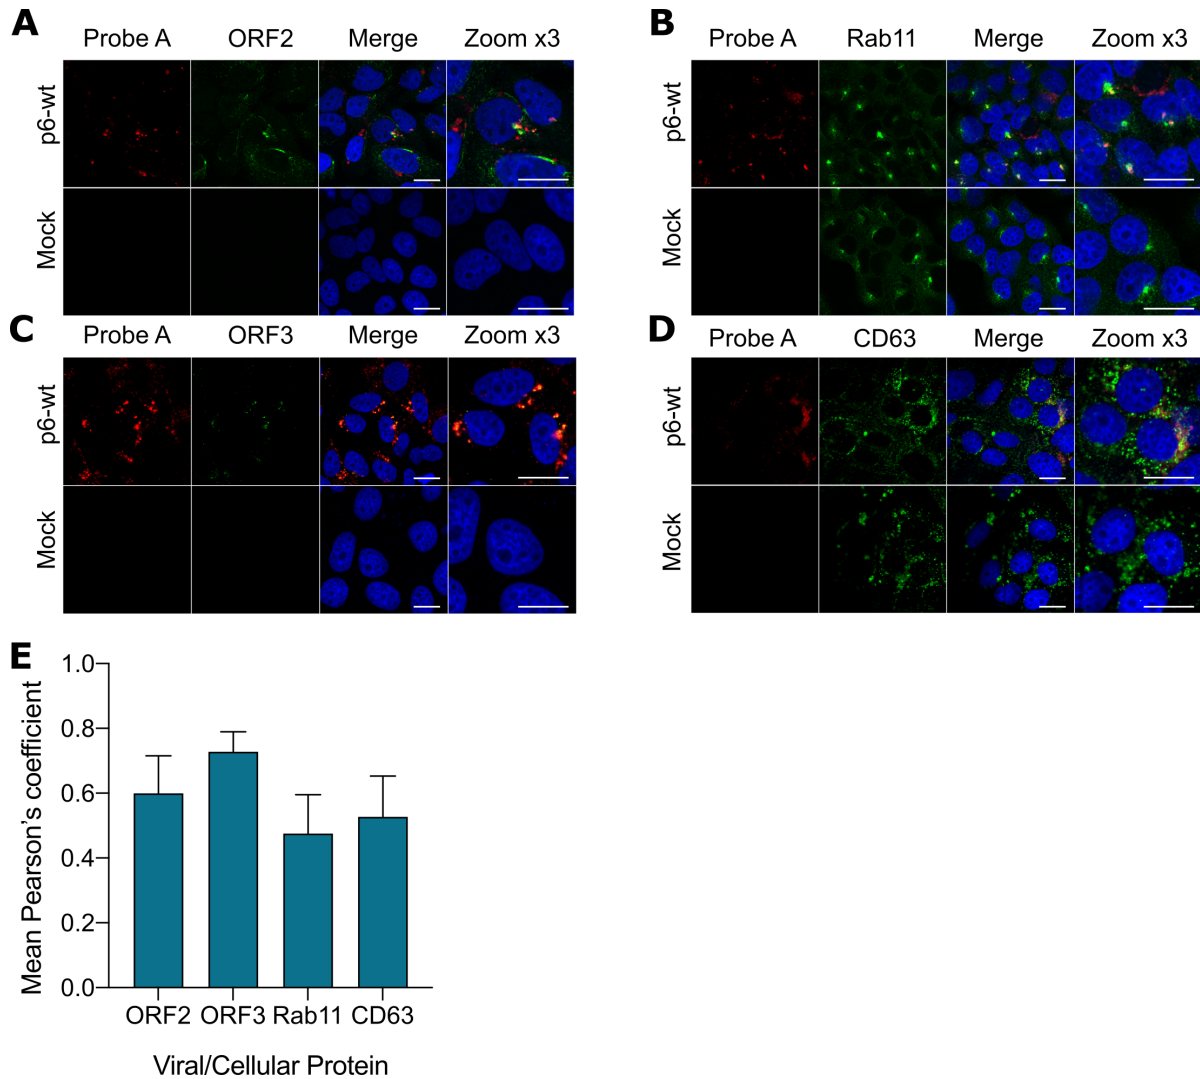 A
Probe A ORF2 Merge Zoom x3
p6-wt
Mock
B
Probe A Rab11 Merge Zoom x3
p6-wt
Mock
C
Probe A ORF3 Merge Zoom x3
p6-wt
Mock
D
Probe A CD63 Merge Zoom x3
p6-wt
Mock
E
Mean Pearson's coefficient
1.0
0.8
0.6
0.4
0.2
0.0
ORF2 ORF3 Rab11 CD63
Viral/Cellular Protein